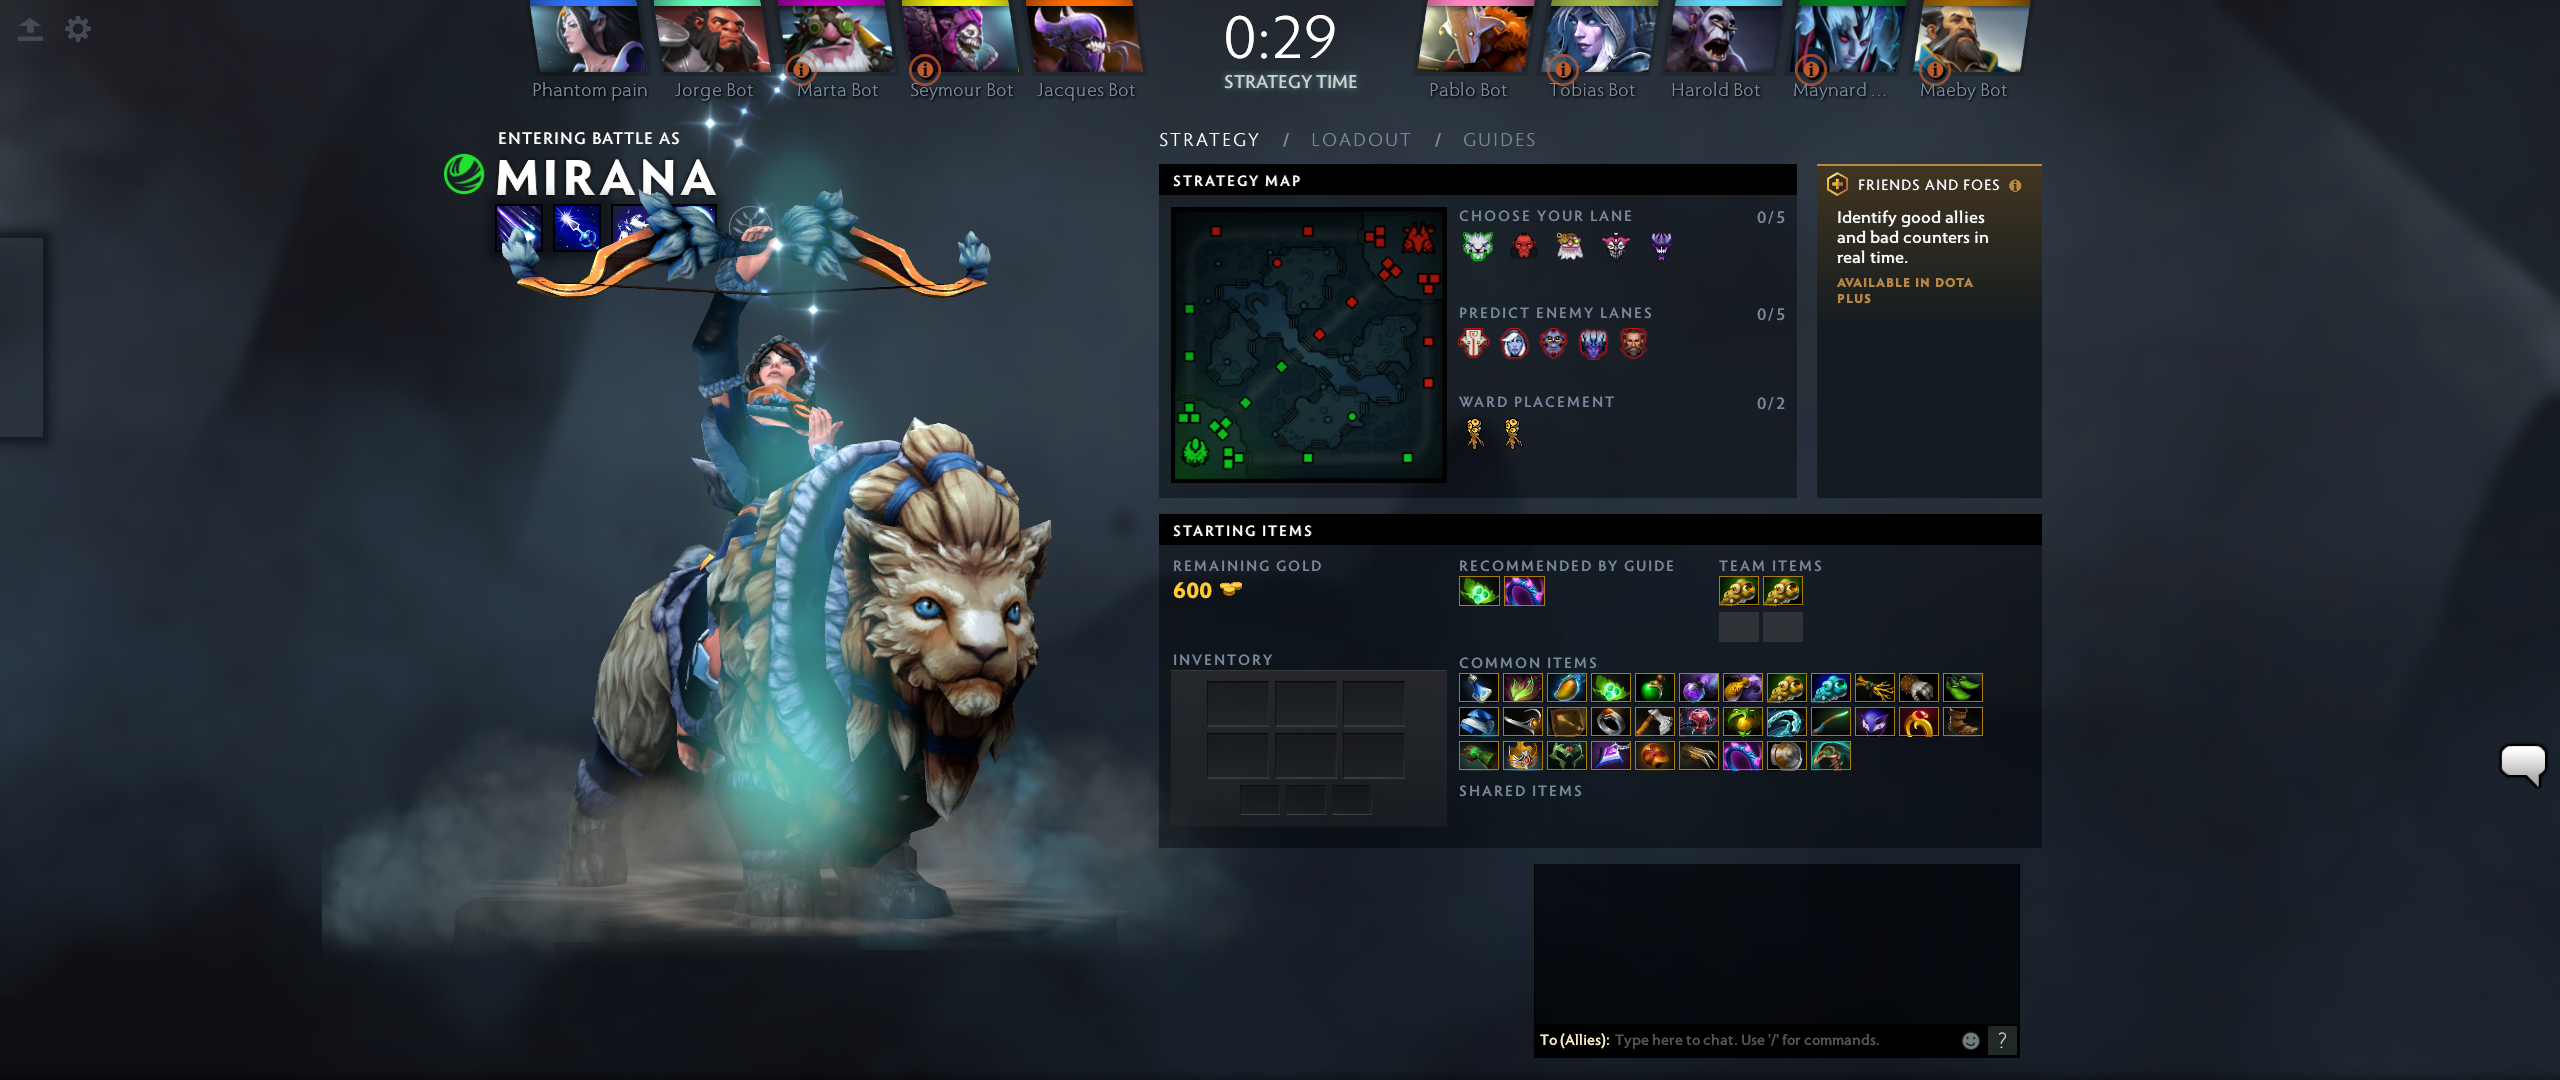 0:29
STRATEGY TIME
Phantom pain
Jorge Bot
Marta Bot
Seymour Bot
Jacques Bot
Pablo Bot
Tobias Bot
Harold Bot
Maynard ...
Maeby Bot
ENTERING BATTLE AS
MIRANA
STRATEGY / LOADOUT / GUIDES
STRATEGY MAP
CHOOSE YOUR LANE 0/5
PREDICT ENEMY LANES 0/5
WARD PLACEMENT 0/2
FRIENDS AND FOES
Identify good allies
and bad counters in
real time.
AVAILABLE IN DOTA
PLUS
STARTING ITEMS
REMAINING GOLD
600
RECOMMENDED BY GUIDE
TEAM ITEMS
INVENTORY
COMMON ITEMS
SHARED ITEMS
To (Allies): Type here to chat. Use '/' for commands.
?